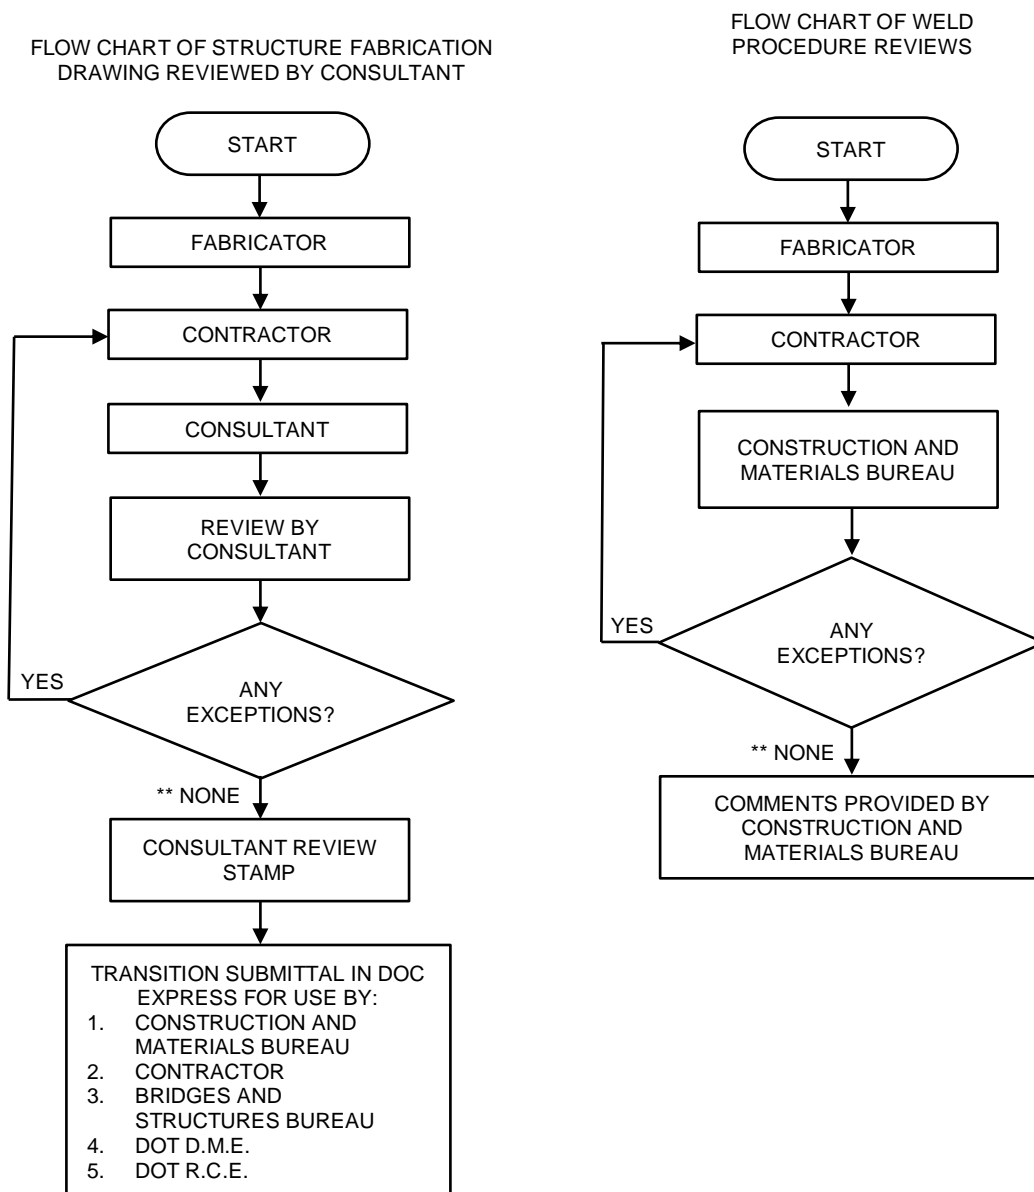 FLOW CHART OF STRUCTURE FABRICATION
DRAWING REVIEWED BY CONSULTANT
START
FABRICATOR
CONTRACTOR
CONSULTANT
REVIEW BY
CONSULTANT
ANY
EXCEPTIONS?
YES
** NONE
CONSULTANT REVIEW
STAMP
TRANSITION SUBMITTAL IN DOC
EXPRESS FOR USE BY:
1. CONSTRUCTION AND
MATERIALS BUREAU
2. CONTRACTOR
3. BRIDGES AND
STRUCTURES BUREAU
4. DOT D.M.E.
5. DOT R.C.E.
FLOW CHART OF WELD
PROCEDURE REVIEWS
START
FABRICATOR
CONTRACTOR
CONSTRUCTION AND
MATERIALS BUREAU
YES
ANY
EXCEPTIONS?
** NONE
COMMENTS PROVIDED BY
CONSTRUCTION AND
MATERIALS BUREAU